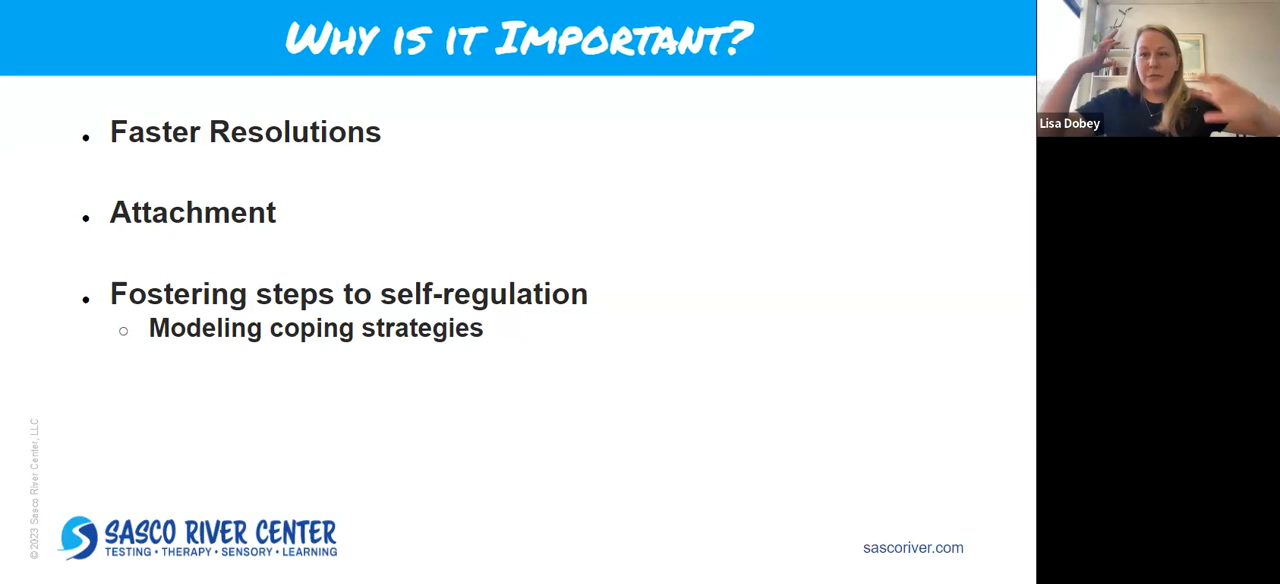 WHY IS IT IMPORTANT?
Lisa Dobey
• Faster Resolutions
• Attachment
• Fostering steps to self-regulation
○ Modeling coping strategies
©2023 Sasco River Center, LLC
SASCO RIVER CENTER
TESTING • THERAPY • SENSORY • LEARNING
sascoriver.com